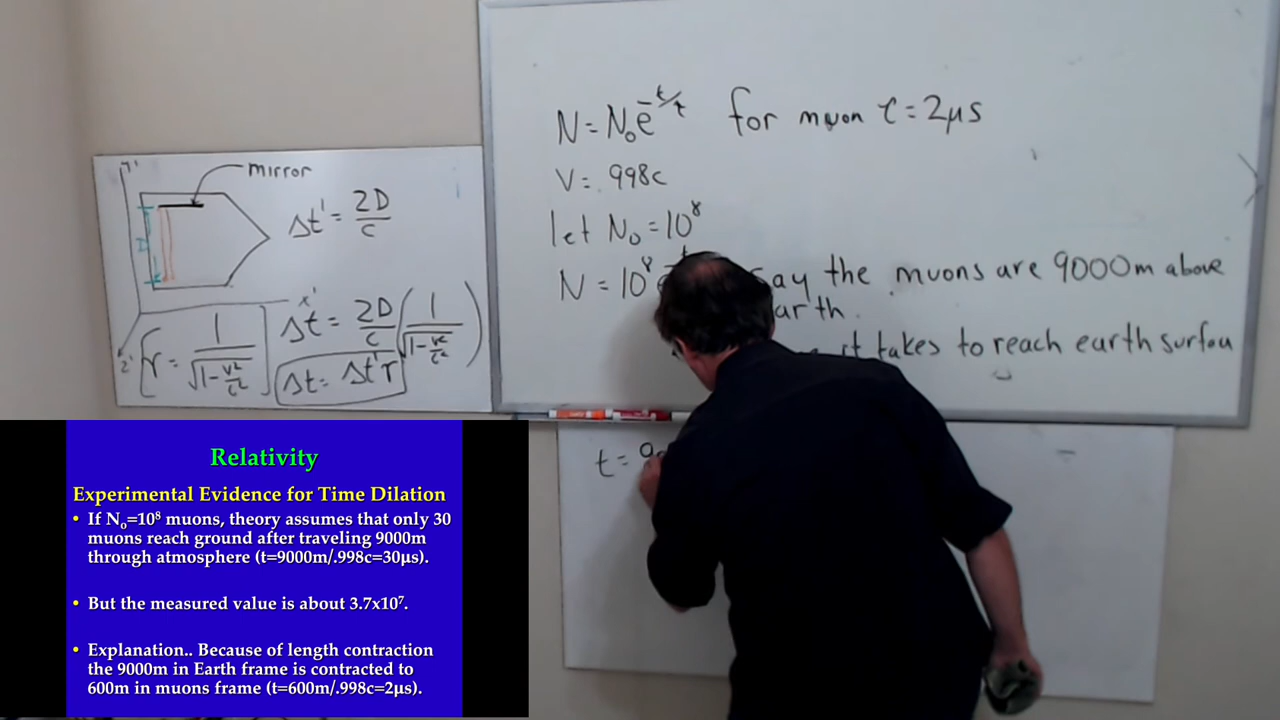 N = N₀e^-t/τ for muon τ = 2μs
V = .998c
let N₀ = 10⁸
N = 10⁸ say the muons are 9000m above
earth.
it takes to reach earth surfau
t =
mirror
Δt' = 2D/c
D
x'
z'
Δt = 2D/c (1/√1-v²/c²)
r = 1/√1-v²/c²
Δt = Δt'r
Relativity
Experimental Evidence for Time Dilation
• If N₀=10⁸ muons, theory assumes that only 30
muons reach ground after traveling 9000m
through atmosphere (t=9000m/.998c=30μs).
• But the measured value is about 3.7x10⁷.
• Explanation.. Because of length contraction
the 9000m in Earth frame is contracted to
600m in muons frame (t=600m/.998c=2μs).